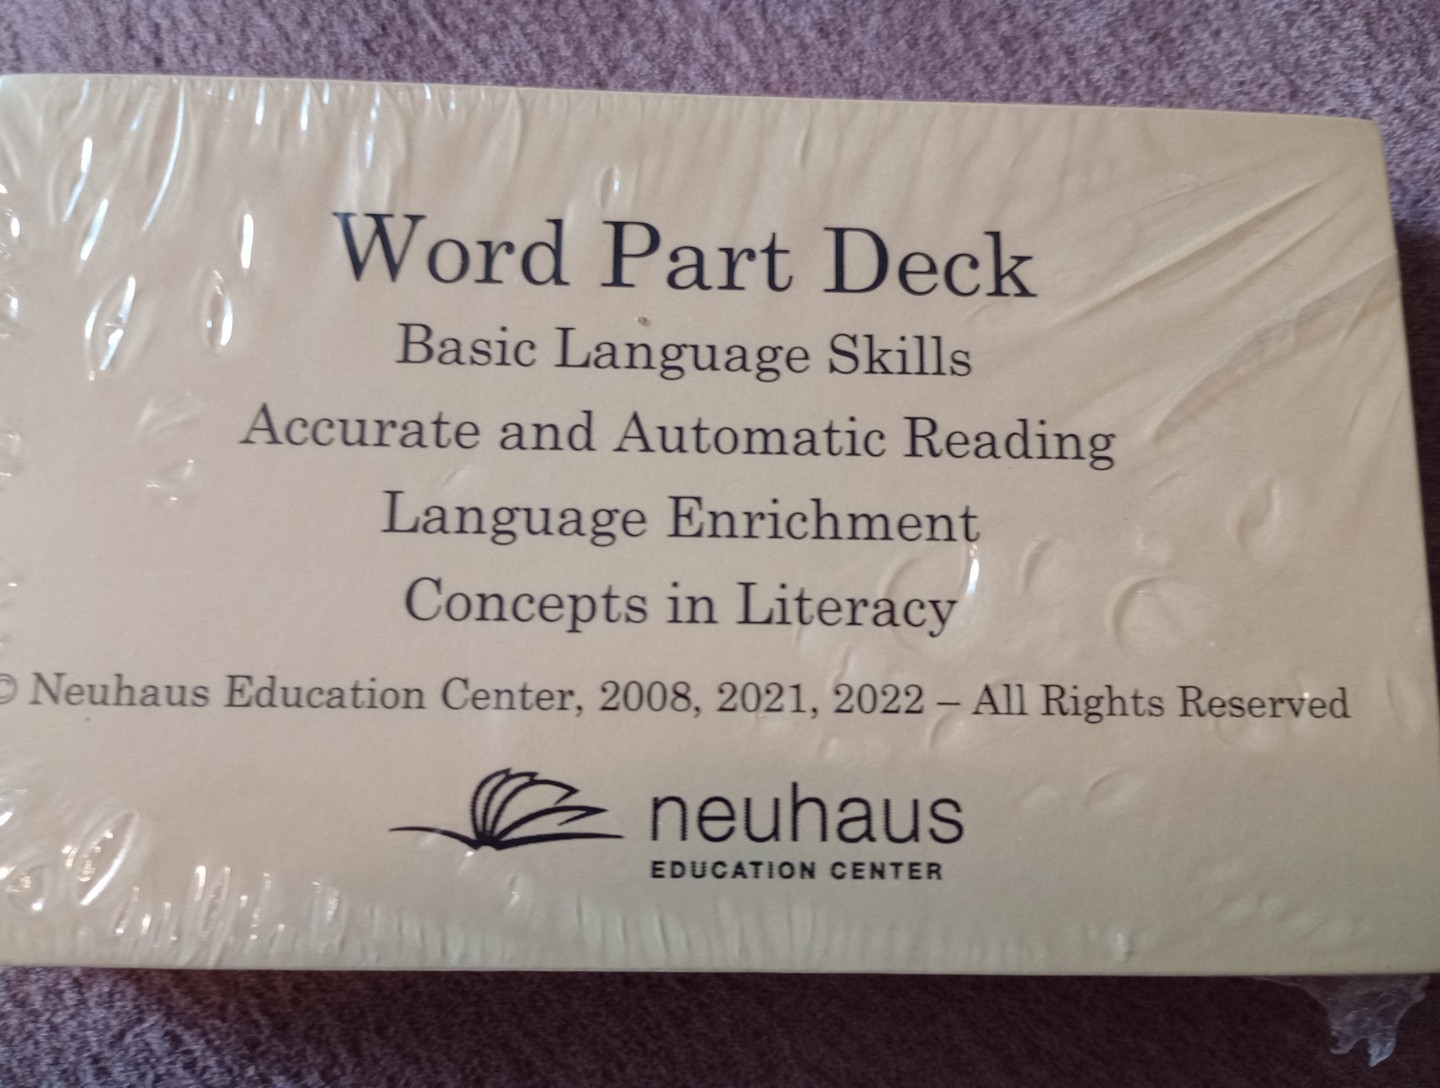 Word Part Deck
Basic Language Skills
Accurate and Automatic Reading
Language Enrichment
Concepts in Literacy
© Neuhaus Education Center, 2008, 2021, 2022 – All Rights Reserved
neuhaus
EDUCATION CENTER